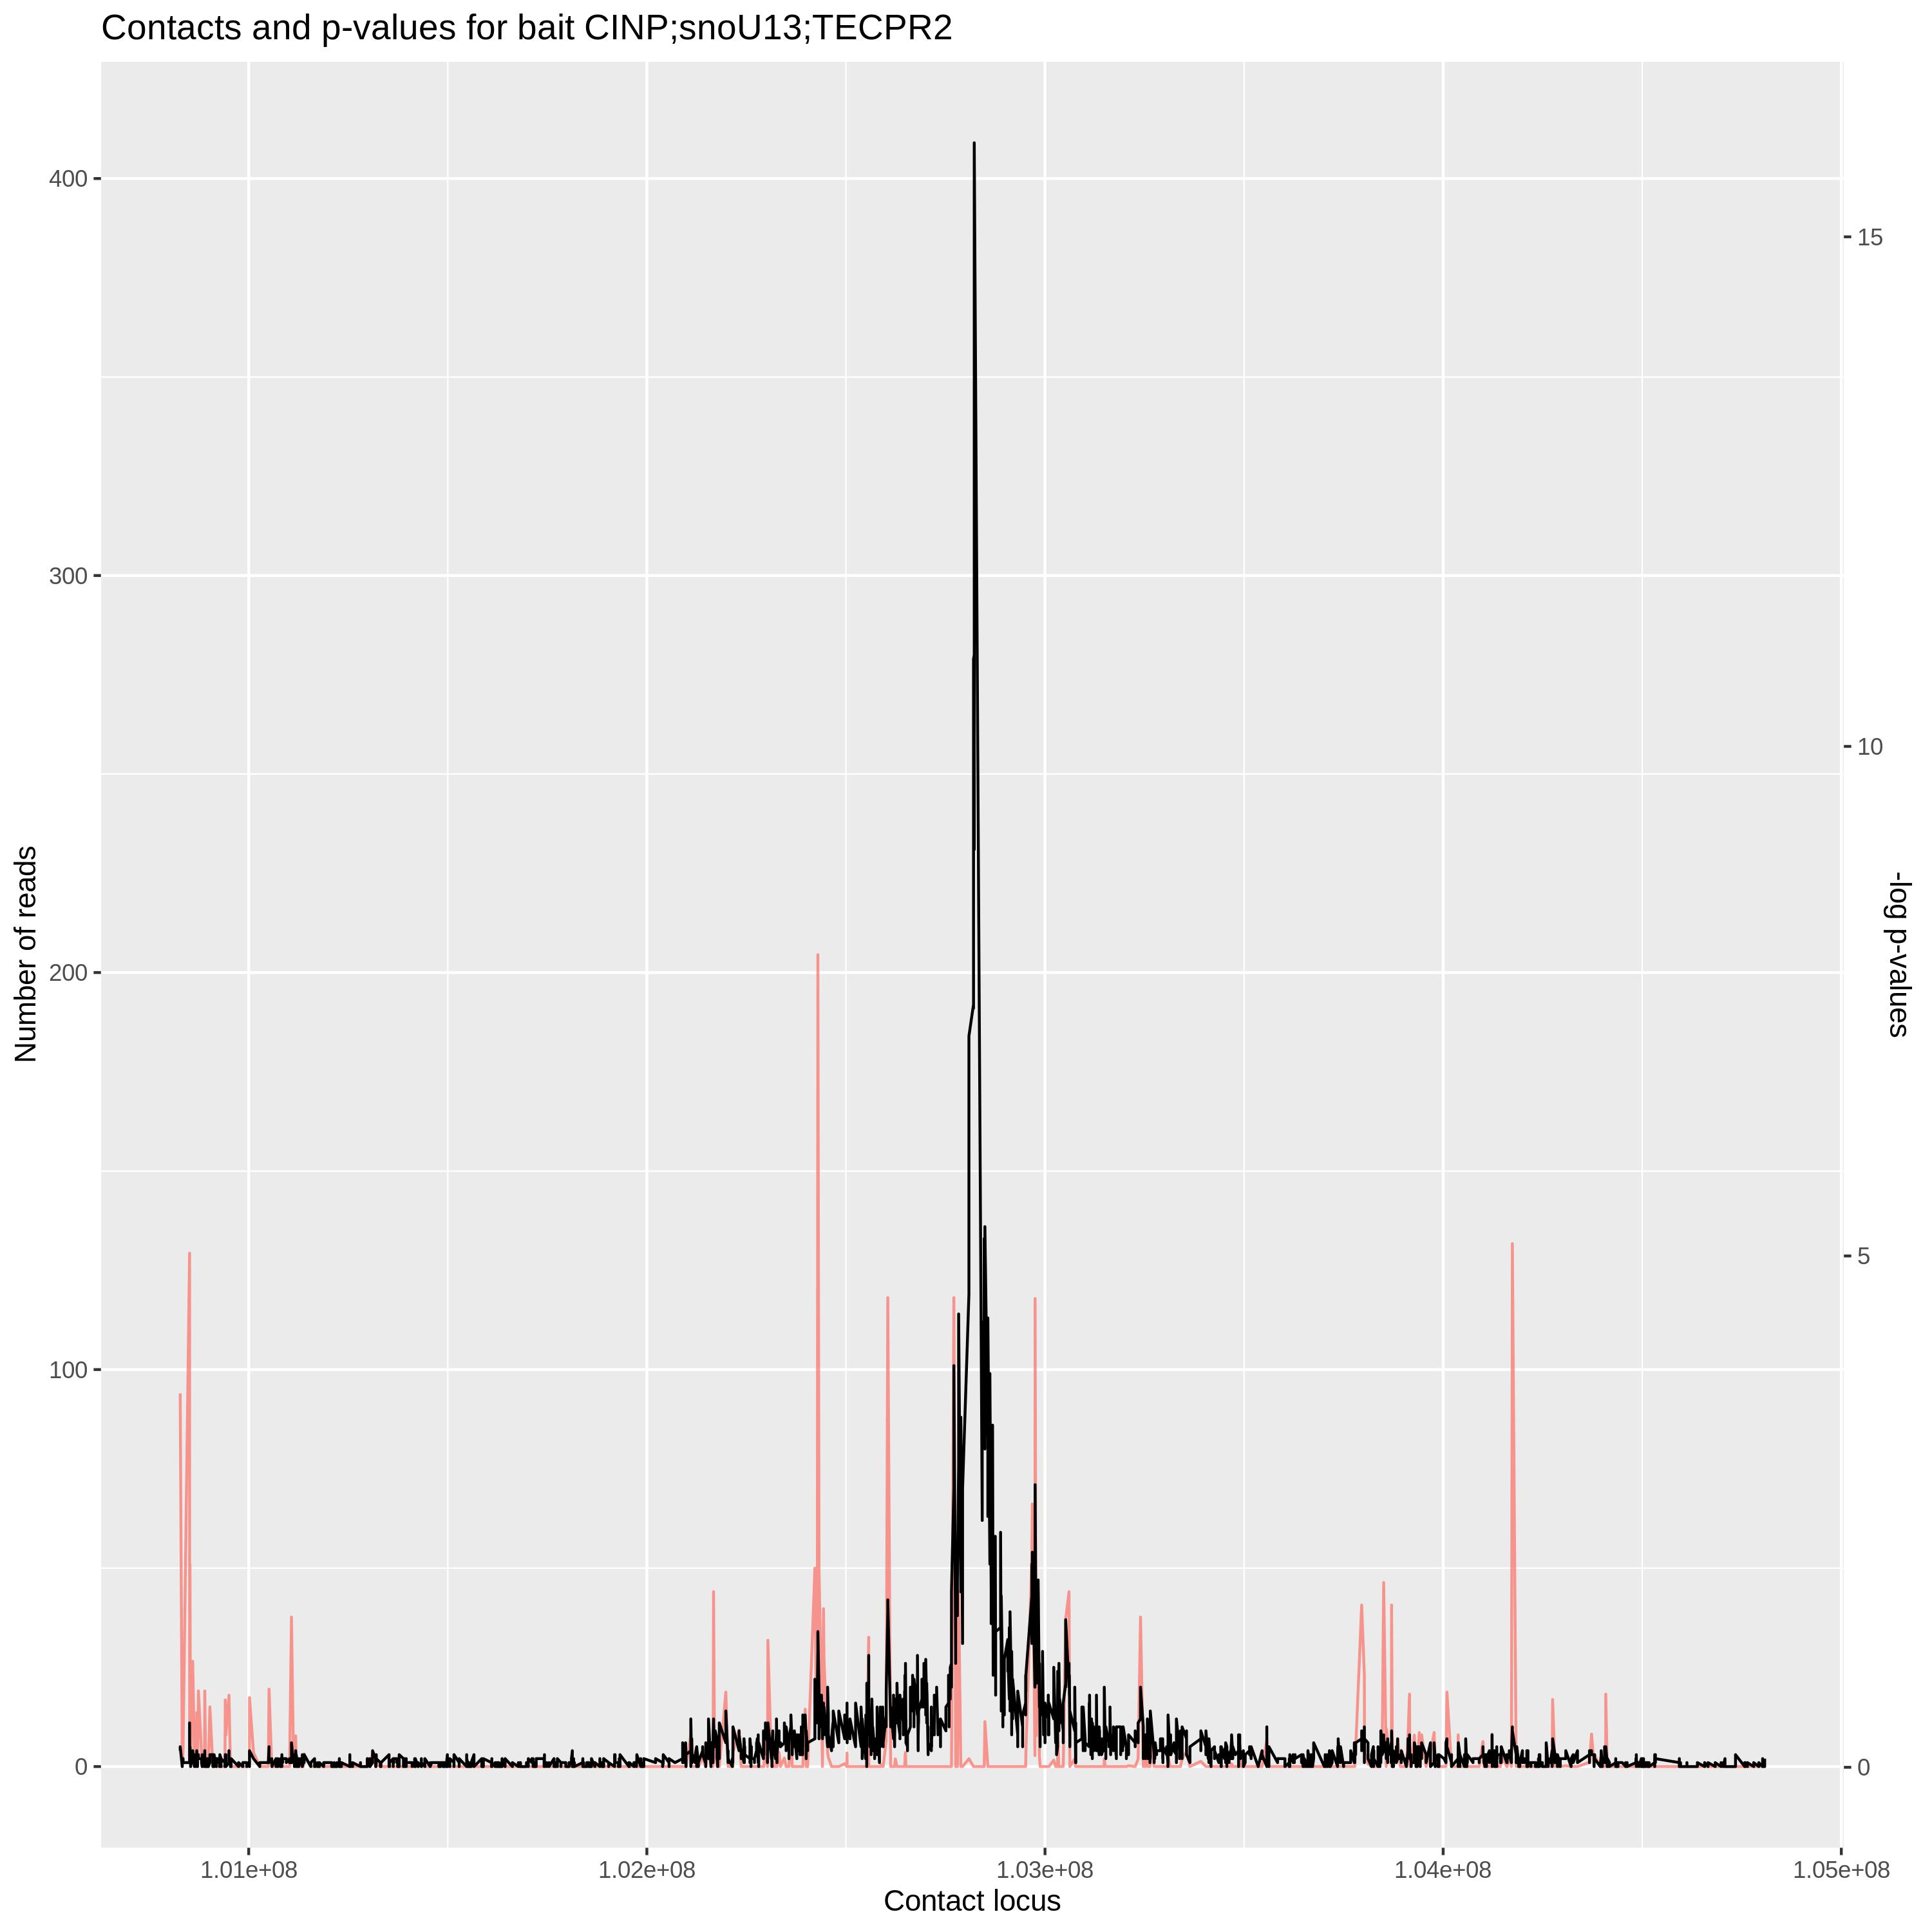 Contacts and p-values for bait CINP;snoU13;TECPR2
400
300
200
100
0
Number of reads
15
10
5
0
-log p-values
1.01e+08 1.02e+08 1.03e+08 1.04e+08 1.05e+08
Contact locus